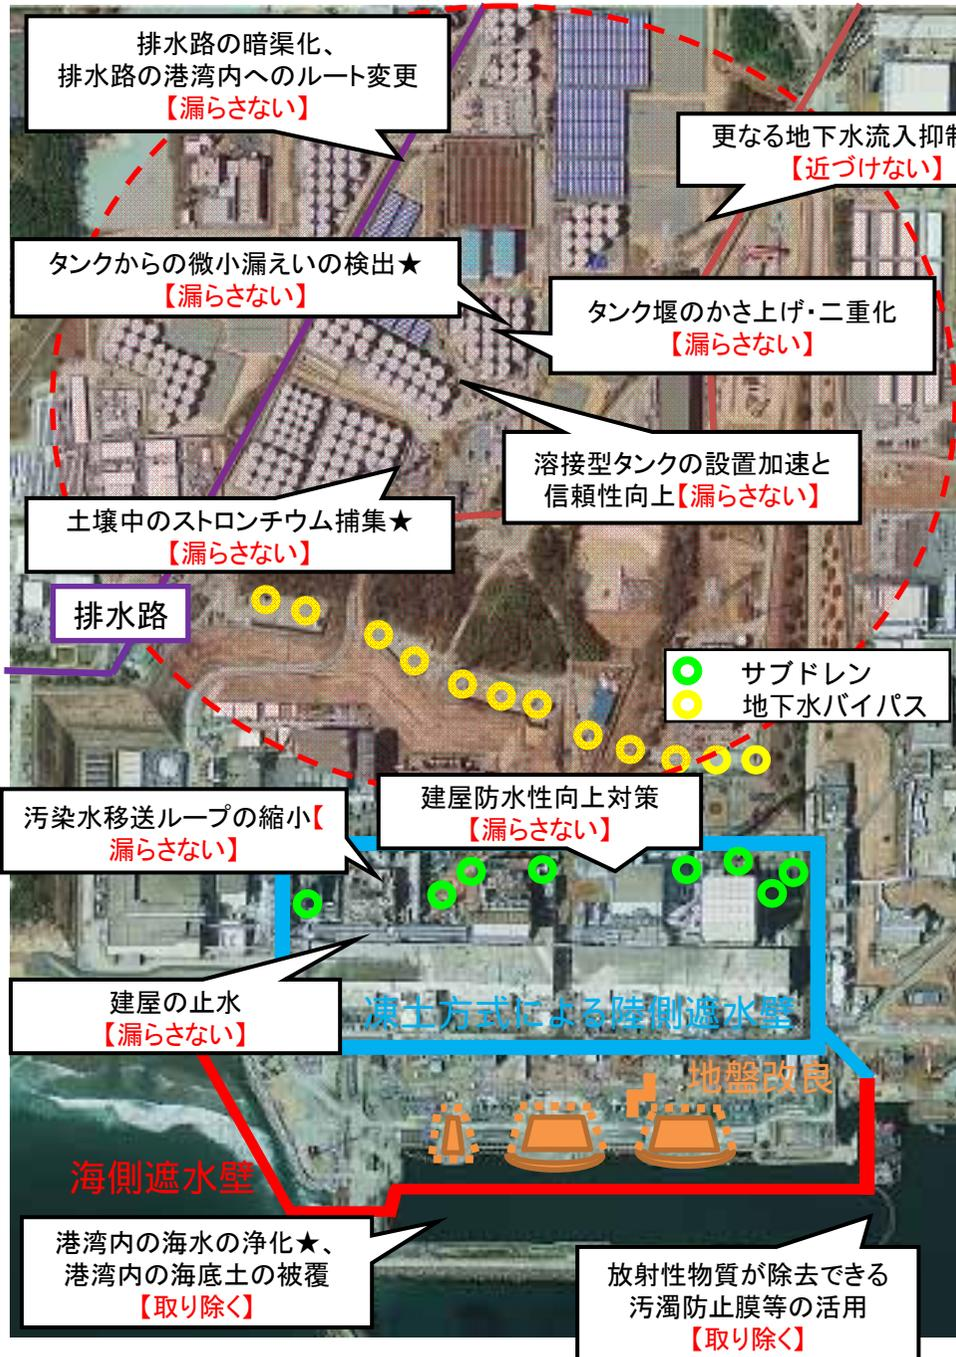 排水路の暗渠化、
排水路の港湾内へのルート変更
【漏らさない】
更なる地下水流入抑制
【近づけない】
タンクからの微小漏えいの検出★
【漏らさない】
タンク堰のかさ上げ・二重化
【漏らさない】
溶接型タンクの設置加速と
信頼性向上【漏らさない】
土壌中のストロンチウム捕集★
【漏らさない】
排水路
サブドレン
地下水バイパス
建屋防水性向上対策
【漏らさない】
汚染水移送ループの縮小【
漏らさない】
建屋の止水
【漏らさない】
凍土方式による陸側遮水壁
地盤改良
海側遮水壁
港湾内の海水の浄化★、
港湾内の海底土の被覆
【取り除く】
放射性物質が除去できる
汚濁防止膜等の活用
【取り除く】